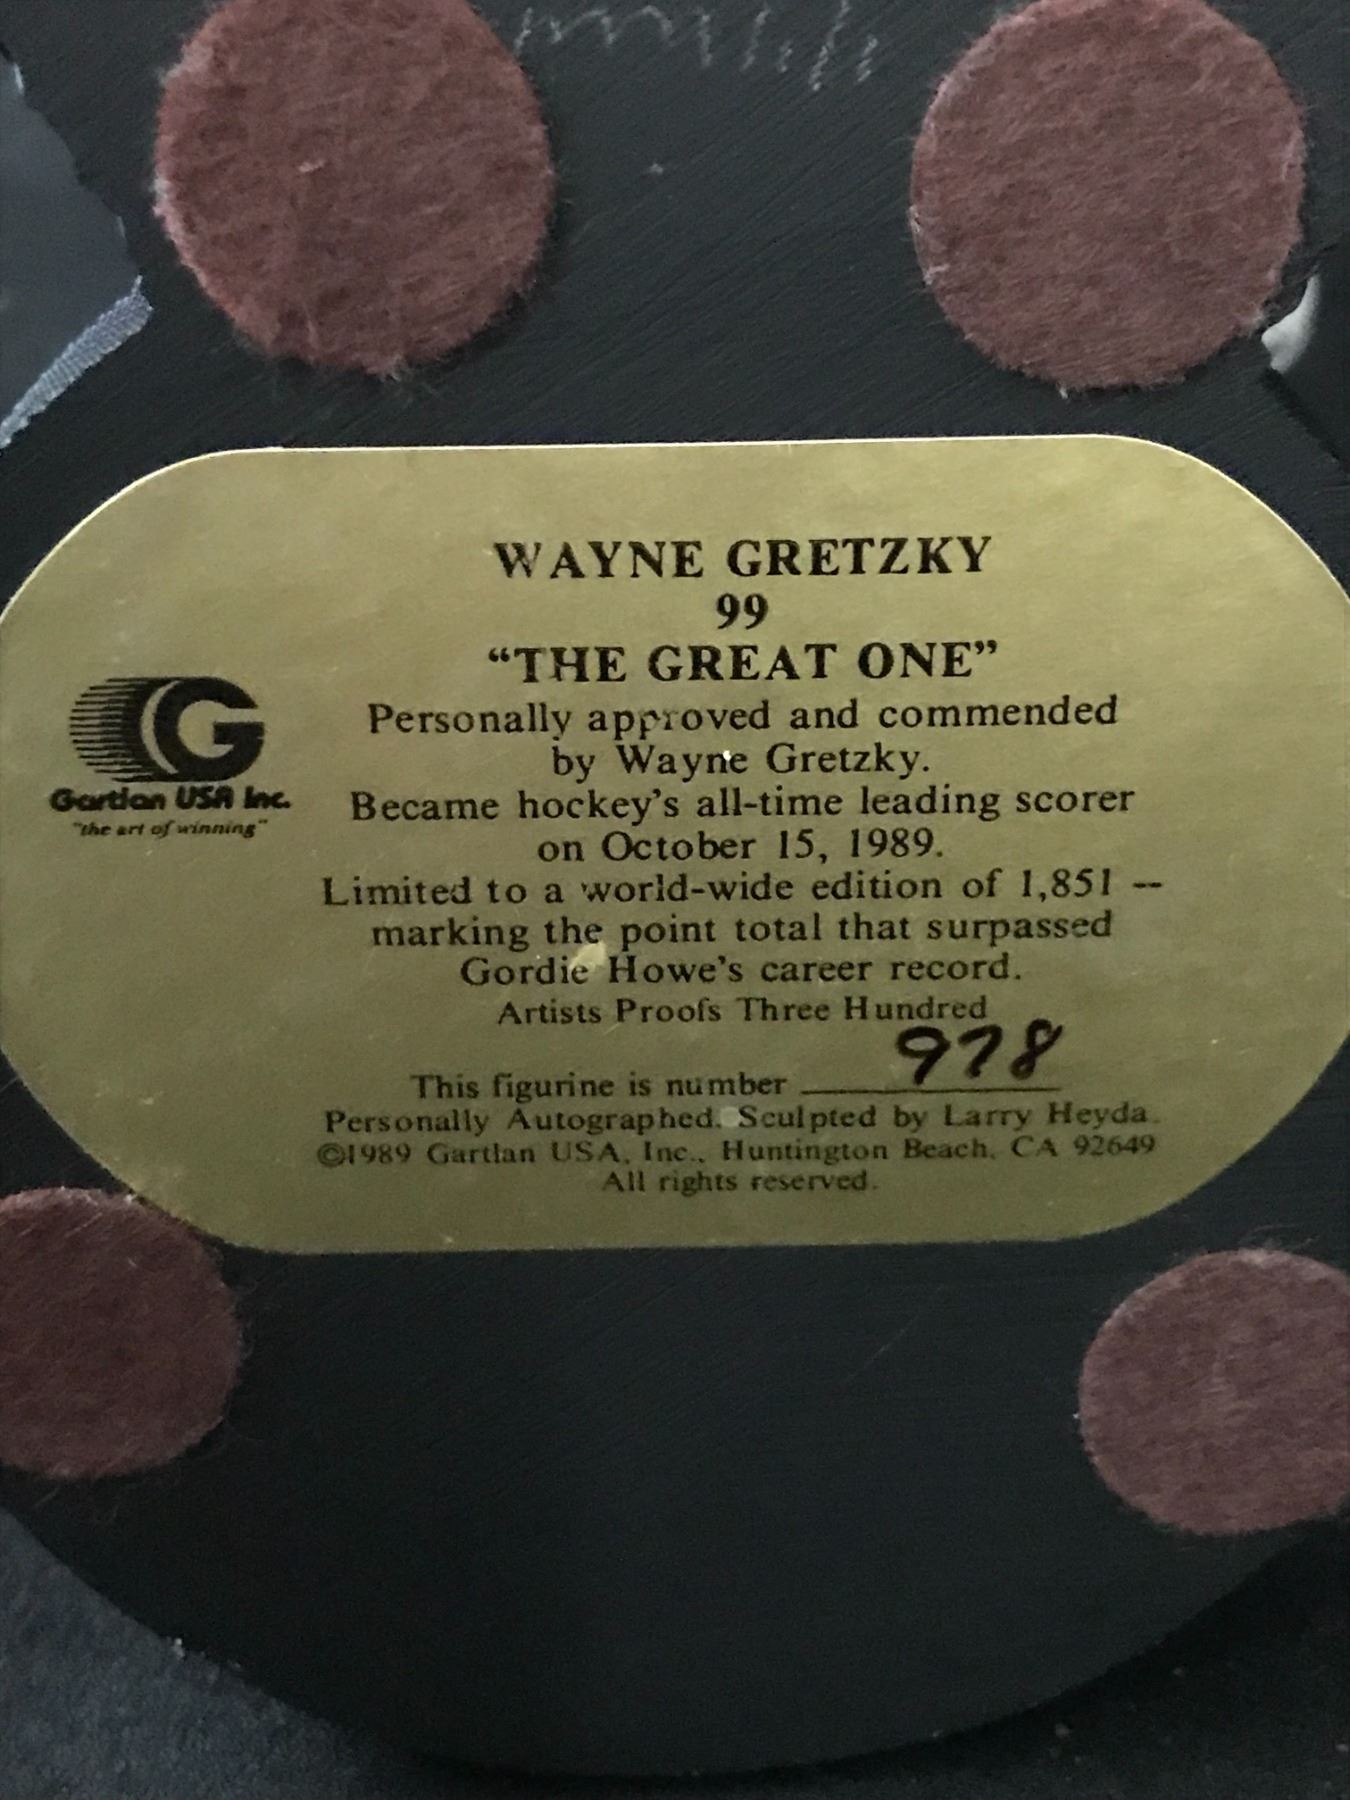 WAYNE GRETZKY
99
“THE GREAT ONE”
Personally approved and commended
by Wayne Gretzky.
Became hockey's all-time leading scorer
on October 15, 1989.
Limited to a world-wide edition of 1,851 --
marking the point total that surpassed
Gordie Howe's career record.
Artists Proofs Three Hundred
This figurine is number 978
Personally Autographed. Sculpted by Larry Heyda.
©1989 Gartlan USA, Inc., Huntington Beach, CA 92649
All rights reserved.
G
Gartlan USA Inc.
"the art of winning"